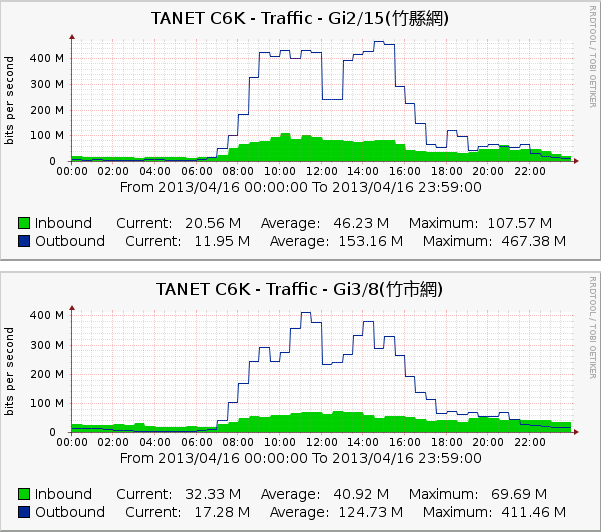 TANET C6K - Traffic - Gi2/15(竹縣網)
RRDTOOL / TOBI OETIKER
bits per second
400 M
300 M
200 M
100 M
0
00:00 02:00 04:00 06:00 08:00 10:00 12:00 14:00 16:00 18:00 20:00 22:00
From 2013/04/16 00:00:00 To 2013/04/16 23:59:00
Inbound Current: 20.56 M Average: 46.23 M Maximum: 107.57 M
Outbound Current: 11.95 M Average: 153.16 M Maximum: 467.38 M
TANET C6K - Traffic - Gi3/8(竹市網)
RRDTOOL / TOBI OETIKER
bits per second
400 M
300 M
200 M
100 M
0
00:00 02:00 04:00 06:00 08:00 10:00 12:00 14:00 16:00 18:00 20:00 22:00
From 2013/04/16 00:00:00 To 2013/04/16 23:59:00
Inbound Current: 32.33 M Average: 40.92 M Maximum: 69.69 M
Outbound Current: 17.28 M Average: 124.73 M Maximum: 411.46 M